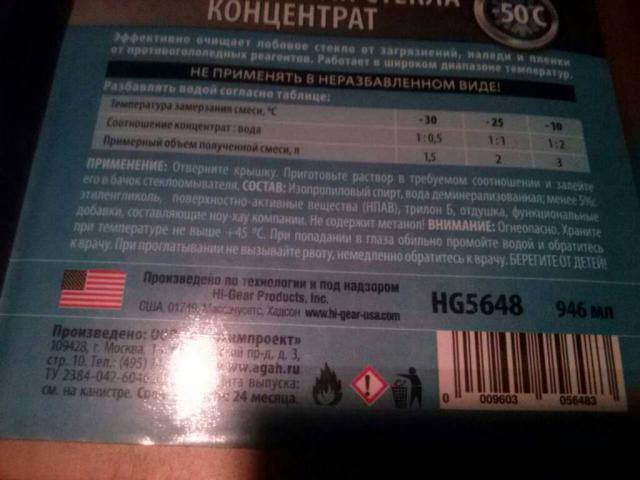 СТЕКЛА
КОНЦЕНТРАТ
-50°C
Эффективно очищает лобовое стекло от загрязнений, наледи и пленки
от противогололедных реагентов. Работает в широком диапазоне температур.
НЕ ПРИМЕНЯТЬ В НЕРАЗБАВЛЕННОМ ВИДЕ!
Разбавлять водой согласно таблице:
Температура замерзания смеси, °С -30 -25 -10
Соотношение концентрат : вода 1:0,5 1:1 1:2
Примерный объем полученной смеси, л 1,5 2 3
ПРИМЕНЕНИЕ: Отверните крышку. Приготовьте раствор в требуемом соотношении и залейте
его в бачок стеклоомывателя. СОСТАВ: Изопропиловый спирт, вода деминерализованная; менее 5%:
этиленгликоль, поверхностно-активные вещества (НПАВ), трилон Б, отдушка, функциональные
добавки, составляющие ноу-хау компании. Не содержит метанол! ВНИМАНИЕ: Огнеопасно. Храните
при температуре не выше +45 °С. При попадании в глаза обильно промойте водой и обратитесь
к врачу. При проглатывании не вызывайте рвоту, немедленно обратитесь к врачу. БЕРЕГИТЕ ОТ ДЕТЕЙ!
Произведено по технологии и под надзором
Hi-Gear Products, Inc.
США, 01749, Массачусетс, Хадсон www.hi-gear-usa.com
HG5648 946 мл
Произведено:
109428, г. Москва, пр-д, д. 3,
стр. 10. Тел.: (495) www.agah.ru
ТУ 2384-042- выпуска:
см. на канистре. 24 месяца.
0 009603 056483